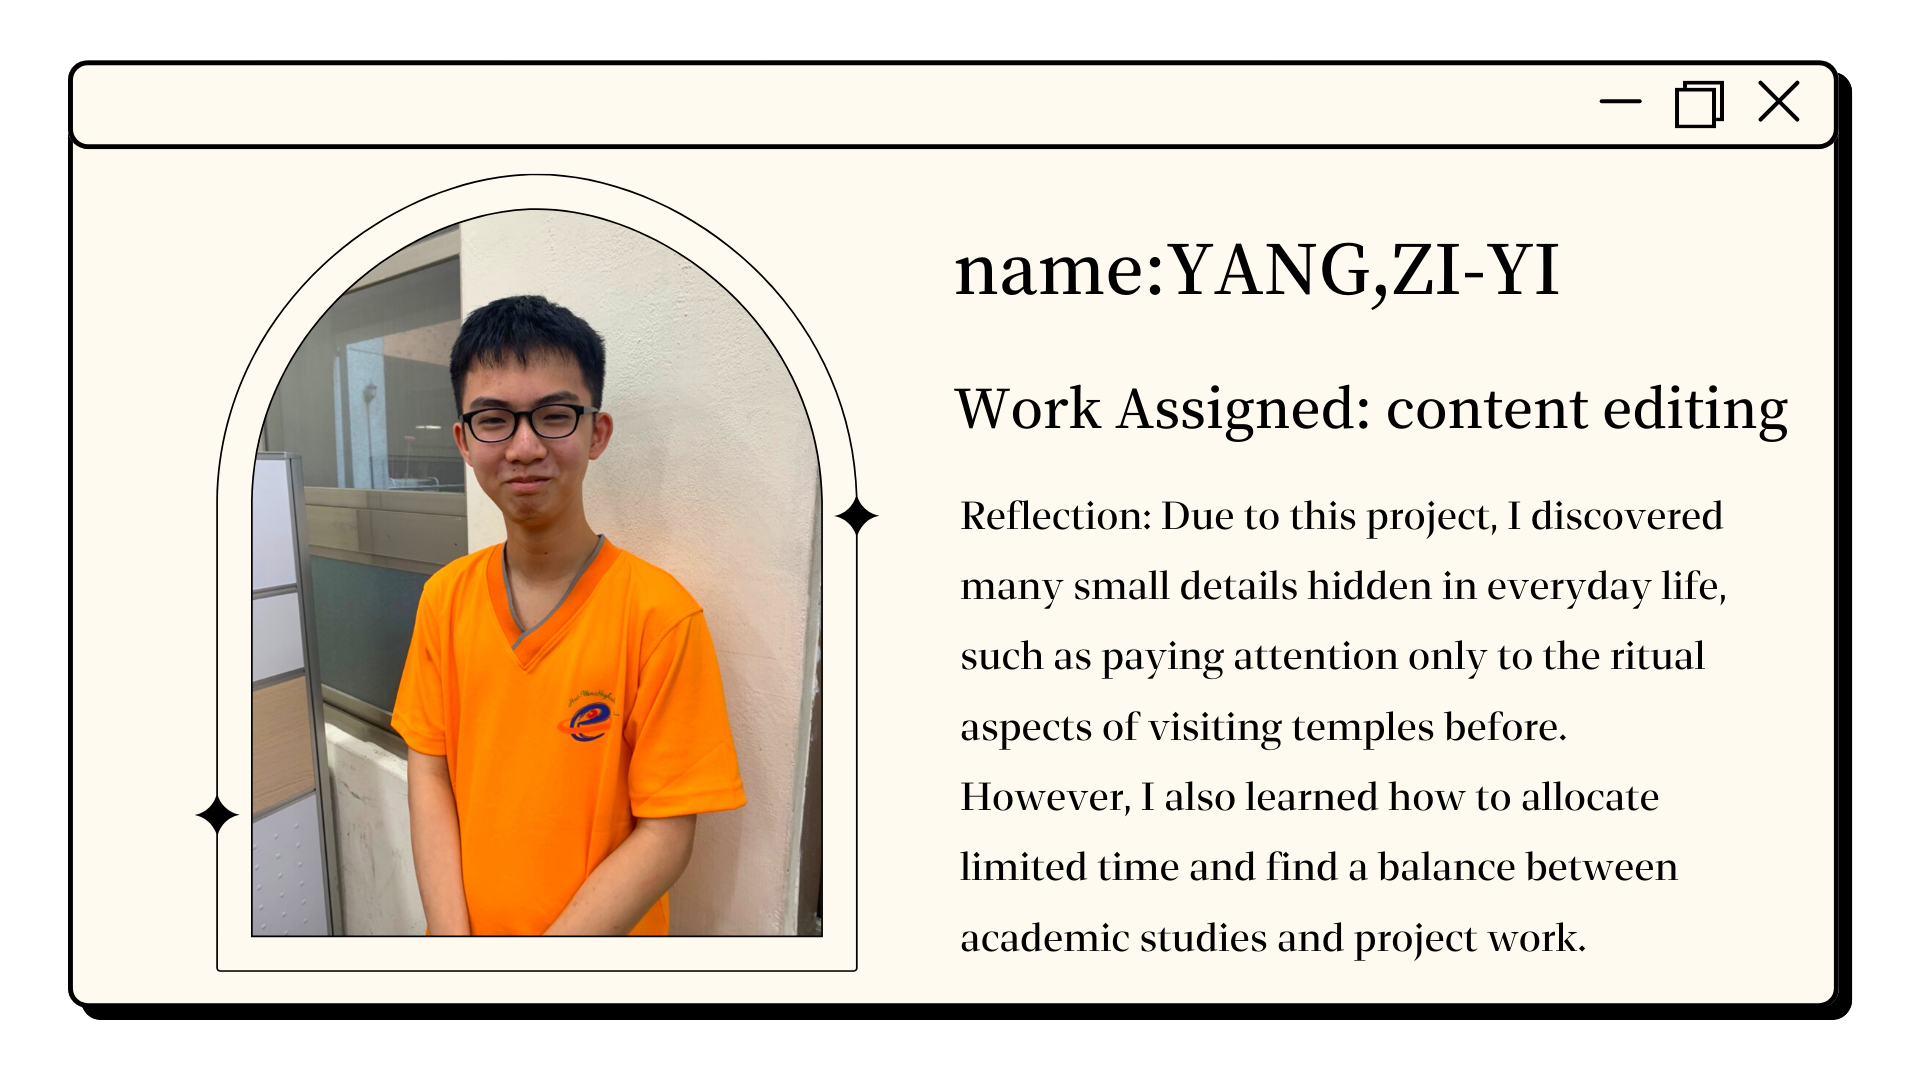 name:YANG,ZI-YI
Work Assigned: content editing
Reflection: Due to this project, I discovered
many small details hidden in everyday life,
such as paying attention only to the ritual
aspects of visiting temples before.
However, I also learned how to allocate
limited time and find a balance between
academic studies and project work.